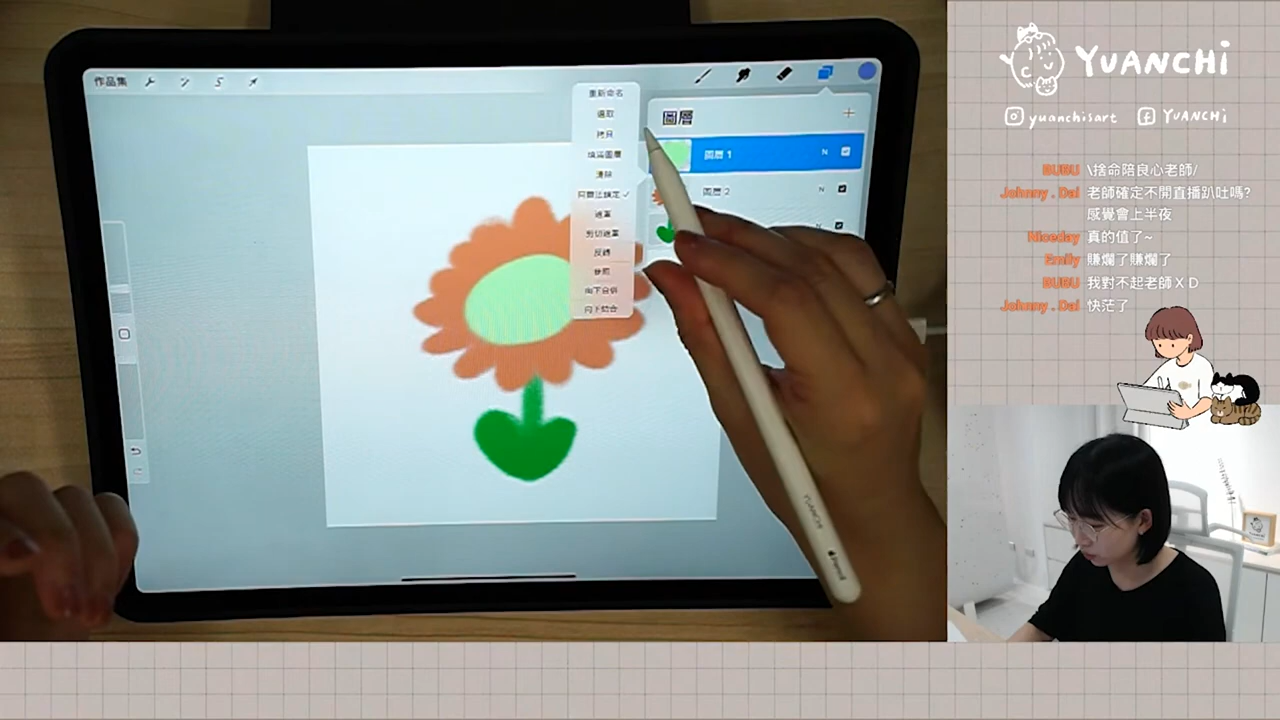 作品集
重新命名
選取
拷貝
填滿圖層
清除
阿爾法鎖定 ✓
遮罩
剪切遮罩
反轉
參照
向下合併
向下組合
圖層
圖層 1 N
圖層 2 N
N
YUANCHI
Pencil
YUANCHI
yuanchisart YUANCHI
BUBU \捨命陪良心老師/
Johnny . Dai 老師確定不開直播趴吐嗎?
感覺會上半夜
Niceday 真的值了~
Emily 賺爛了賺爛了
BUBU 我對不起老師XD
Johnny . Dai 快茫了